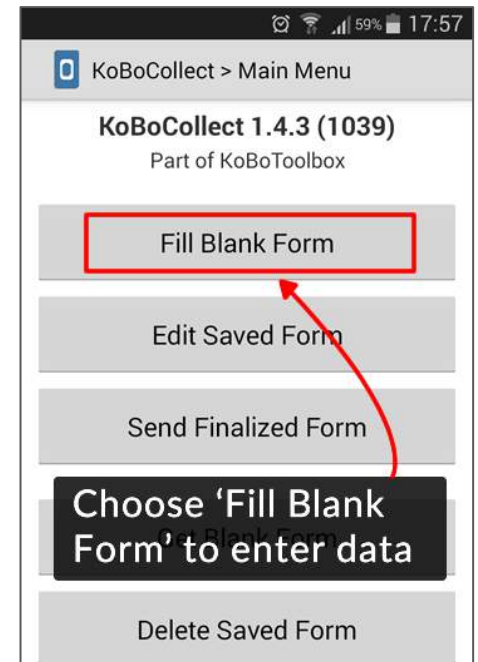 59% 17:57
KoBoCollect > Main Menu
KoBoCollect 1.4.3 (1039)
Part of KoBoToolbox
Fill Blank Form
Edit Saved Form
Send Finalized Form
Choose ‘Fill Blank
Form’ to enter data
Delete Saved Form